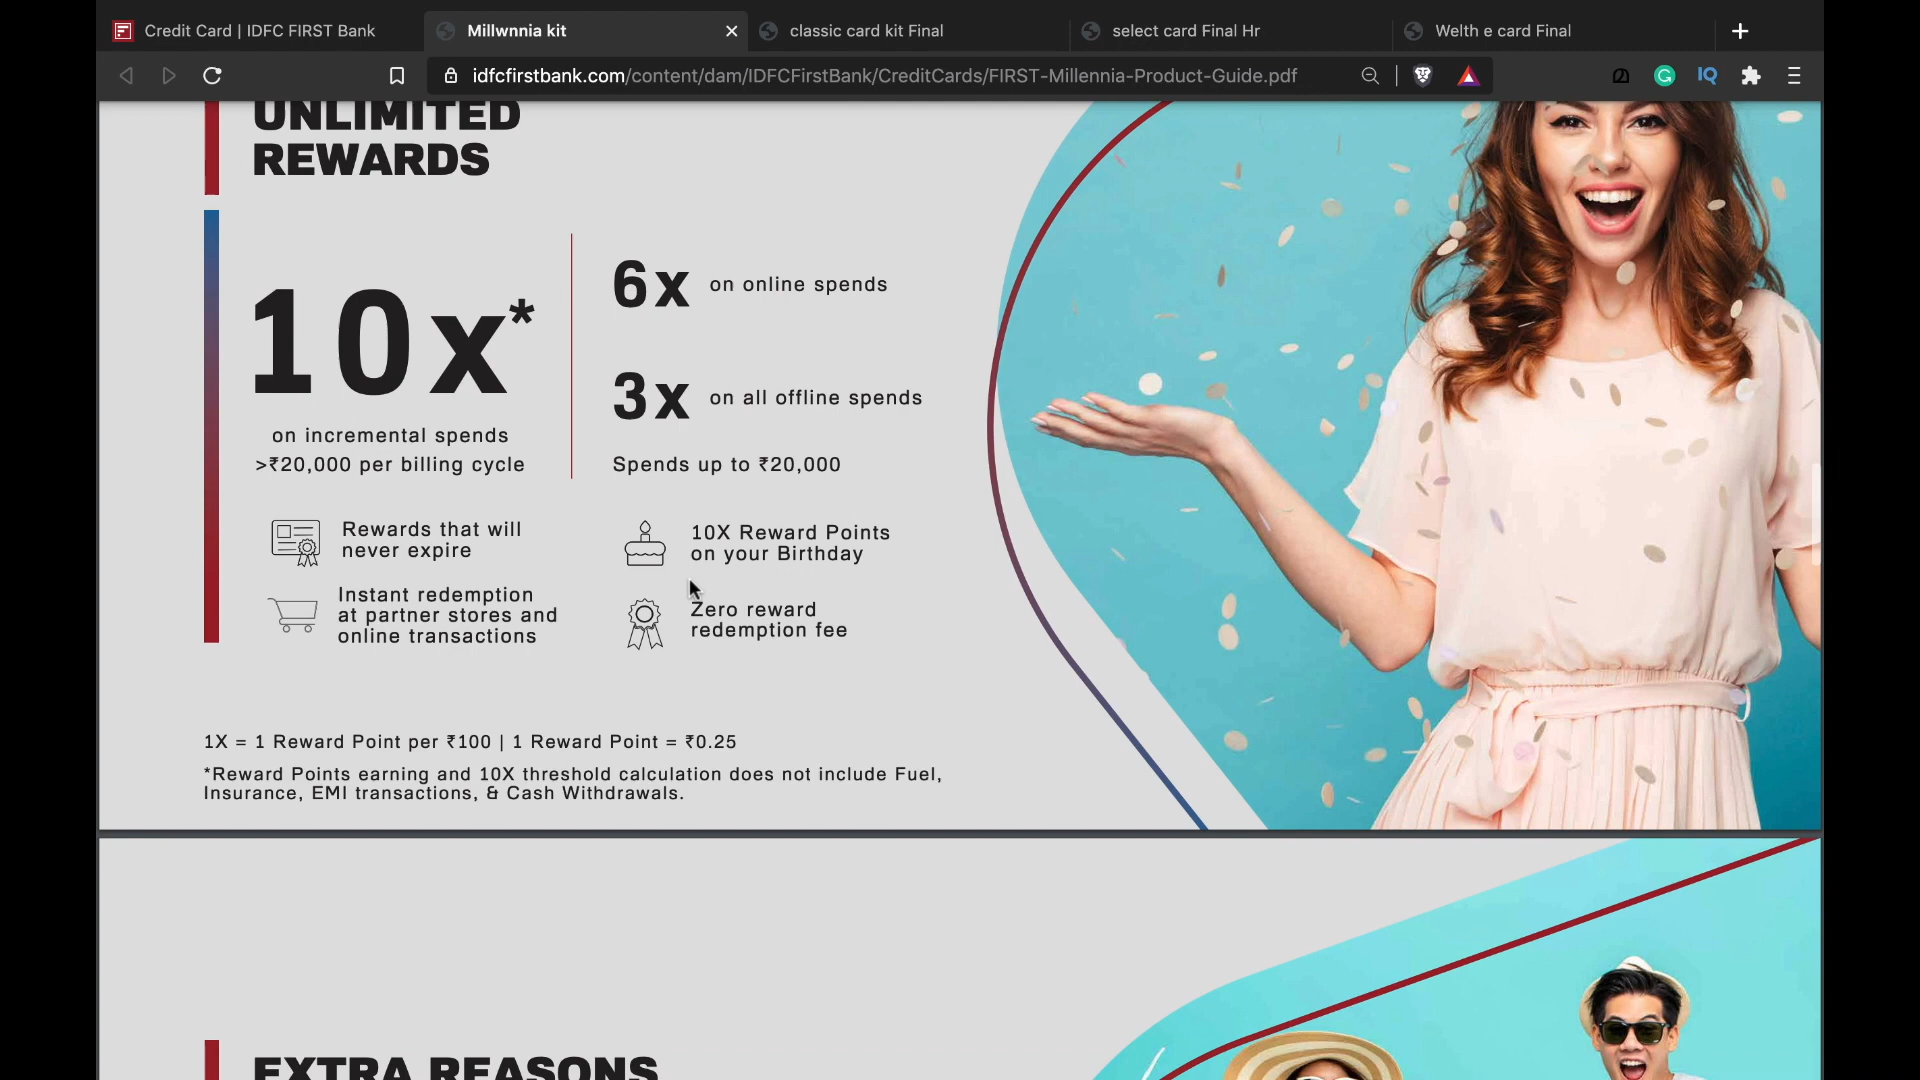 Credit Card | IDFC FIRST Bank
Millwnnia kit
classic card kit Final
select card Final Hr
Welth e card Final
idfcfirstbank.com/content/dam/IDFCFirstBank/CreditCards/FIRST-Millennia-Product-Guide.pdf
UNLIMITED
REWARDS
10x*
on incremental spends
>₹20,000 per billing cycle
6x on online spends
3x on all offline spends
Spends up to ₹20,000
Rewards that will
never expire
10X Reward Points
on your Birthday
Instant redemption
at partner stores and
online transactions
Zero reward
redemption fee
1X = 1 Reward Point per ₹100 | 1 Reward Point = ₹0.25
*Reward Points earning and 10X threshold calculation does not include Fuel,
Insurance, EMI transactions, & Cash Withdrawals.
EXTRA REASONS